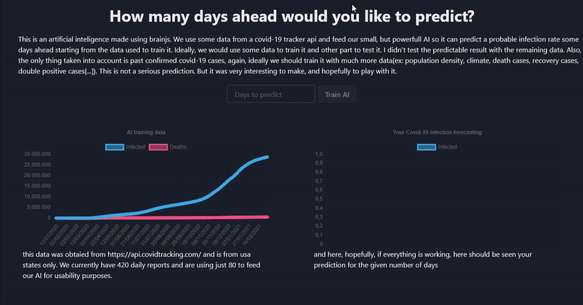 How many days ahead would you like to predict?
This is an artificial inteligence made using brainjs. We use some data from a covid-19 tracker api and feed our small, but powerfull AI so it can predict a probable infection rate some
days ahead starting from the data used to train it. Ideally, we would use some data to train it and other part to test it. I didn't test the predictable result with the remaining data. Also,
the only thing taken into account is past confirmed covid-19 cases, again, ideally we should train it with much more data(ex: population density, climate, death cases, recovery cases,
double positive cases[...]). This is not a serious prediction. But it was very interesting to make, and hopefully to play with it.
Days to predict
Train AI
AI training data
Infected
Deaths
30.000.000
25.000.000
20.000.000
15.000.000
10.000.000
5.000.000
0
this data was obtaied from https://api.covidtracking.com/ and is from usa
states only. We currently have 420 daily reports and are using just 80 to feed
our AI for usability purposes.
Your Covid-19 infection forecasting
Infected
1,0
0,9
0,8
0,7
0,6
0,5
0,4
0,3
0,2
0,1
0
and here, hopefully, if everything is working, here should be seen your
prediction for the given number of days